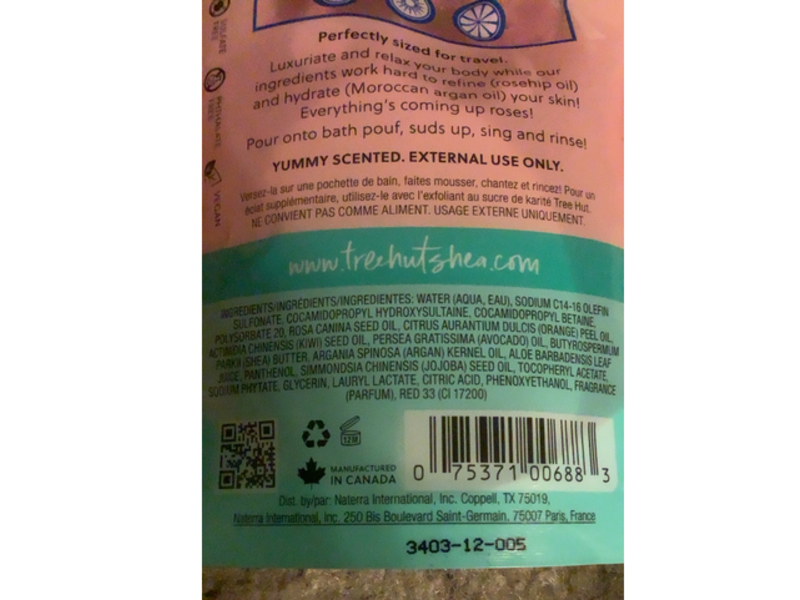 Perfectly sized for travel.
Luxuriate and relax your body while our
ingredients work hard to refine (rosehip oil)
and hydrate (Moroccan argan oil) your skin!
Everything's coming up roses!
Pour onto bath pouf, suds up, sing and rinse!
YUMMY SCENTED. EXTERNAL USE ONLY.
Versez-la sur une pochette de bain, faites mousser, chantez et rincez! Pour un
éclat supplémentaire, utilisez-le avec l'exfoliant au sucre de karité Tree Hut.
NE CONVIENT PAS COMME ALIMENT. USAGE EXTERNE UNIQUEMENT.
SULFATE FREE
PHTHALATE FREE
VEGAN
www.treehutshea.com
INGREDIENTS/INGRÉDIENTS/INGREDIENTES: WATER (AQUA, EAU), SODIUM C14-16 OLEFIN
SULFONATE, COCAMIDOPROPYL HYDROXYSULTAINE, COCAMIDOPROPYL BETAINE,
POLYSORBATE 20, ROSA CANINA SEED OIL, CITRUS AURANTIUM DULCIS (ORANGE) PEEL OIL,
ACTINIDIA CHINENSIS (KIWI) SEED OIL, PERSEA GRATISSIMA (AVOCADO) OIL, BUTYROSPERMUM
PARKII (SHEA) BUTTER, ARGANIA SPINOSA (ARGAN) KERNEL OIL, ALOE BARBADENSIS LEAF
JUICE, PANTHENOL, SIMMONDSIA CHINENSIS (JOJOBA) SEED OIL, TOCOPHERYL ACETATE,
SODIUM PHYTATE, GLYCERIN, LAURYL LACTATE, CITRIC ACID, PHENOXYETHANOL, FRAGRANCE
(PARFUM), RED 33 (CI 17200)
12M
MANUFACTURED
IN CANADA
0 75371 00688 3
Dist. by/par: Naterra International, Inc. Coppell, TX 75019,
Naterra International, Inc. 250 Bis Boulevard Saint-Germain, 75007 Paris, France
3403-12-005